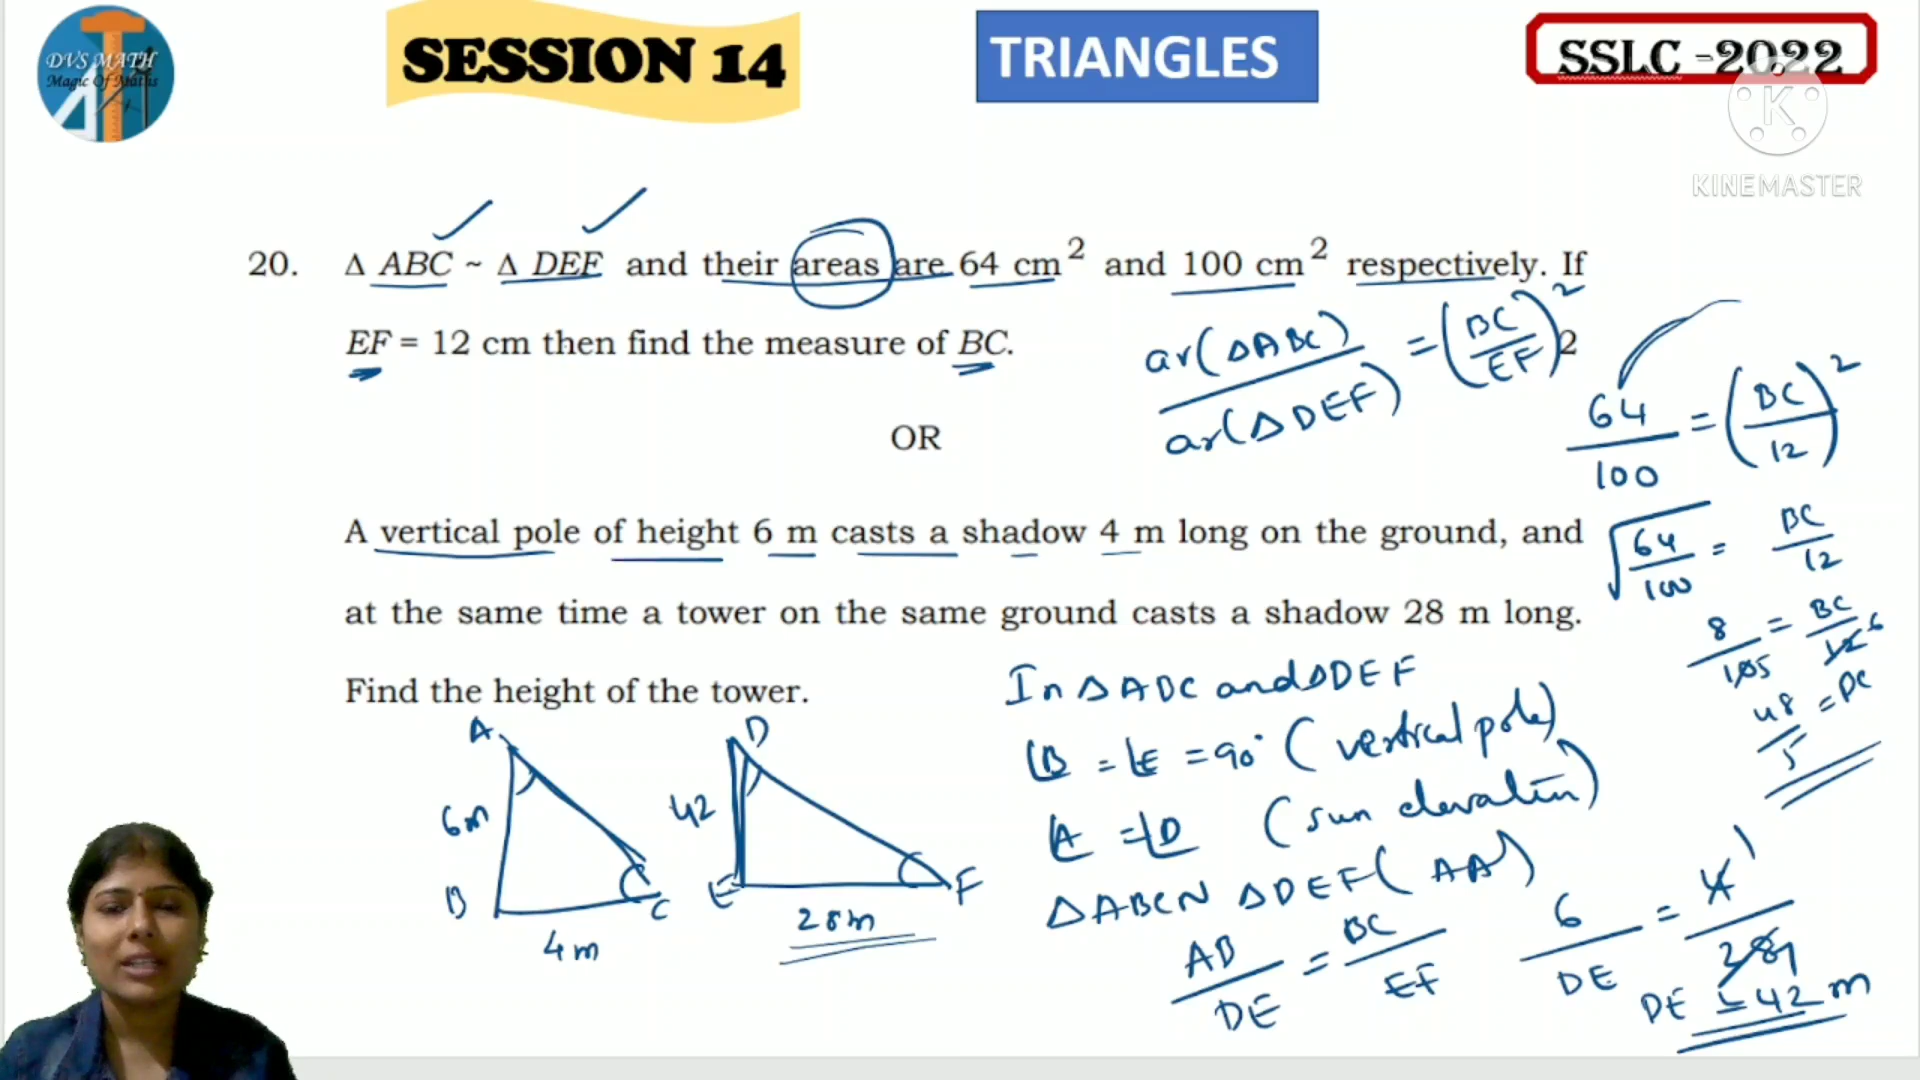 DVS MATH
Magic Of Maths
SESSION 14
TRIANGLES
SSLC -2022
KINEMASTER
20. Δ ABC ~ Δ DEF and their areas are 64 cm² and 100 cm² respectively. If
EF = 12 cm then find the measure of BC. 2
ar(ΔABC)/ar(ΔDEF) = (BC/EF)²
64/100 = (BC/12)²
√64/100 = BC/12
8/105 = BC/12 6
48/5 = BC
OR
A vertical pole of height 6 m casts a shadow 4 m long on the ground, and
at the same time a tower on the same ground casts a shadow 28 m long.
Find the height of the tower.
A
6m
B
C
4m
D
42
E
F
28m
In ΔABC and ΔDEF
∠B = ∠E = 90° (vertical pole)
∠A = ∠D (sun elevation)
ΔABC ~ ΔDEF (AA)
AB/DE = BC/EF
6/DE = 4 1/28 7
DE = 42 m